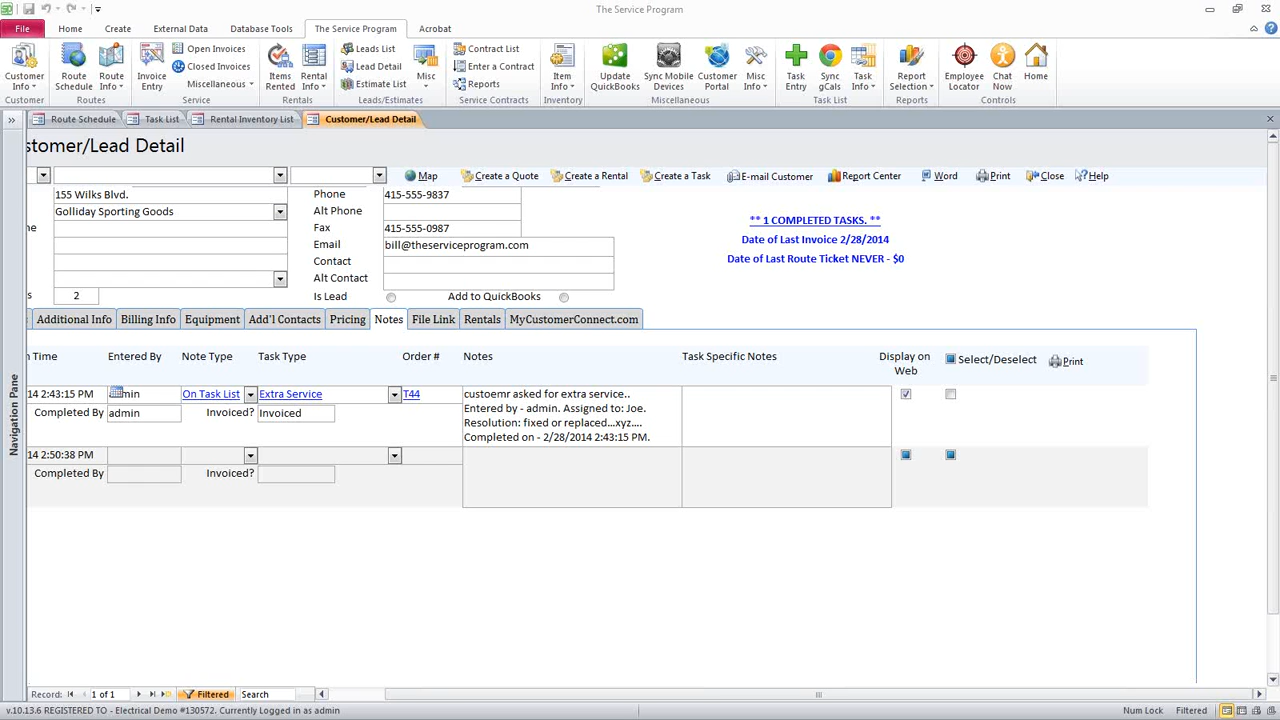 The Service Program
File Home Create External Data Database Tools The Service Program Acrobat
Customer Info Route Schedule Route Info Invoice Entry Open Invoices Closed Invoices Miscellaneous Items Rented Rental Info Leads List Lead Detail Estimate List Misc Contract List Enter a Contract Reports Item Info Update QuickBooks Sync Mobile Devices Customer Portal Misc Info Task Entry Sync gCals Task Info Report Selection Employee Locator Chat Now Home
Customer Routes Service Rentals Leads/Estimates Service Contracts Inventory Miscellaneous Task List Reports Controls
Route Schedule Task List Rental Inventory List Customer/Lead Detail
stomer/Lead Detail
Map Create a Quote Create a Rental Create a Task E-mail Customer Report Center Word Print Close Help
155 Wilks Blvd. Phone 415-555-9837
Golliday Sporting Goods Alt Phone
ne Fax 415-555-0987
Email bill@theserviceprogram.com
Contact
Alt Contact
s 2 Is Lead Add to QuickBooks
** 1 COMPLETED TASKS. **
Date of Last Invoice 2/28/2014
Date of Last Route Ticket NEVER - $0
Additional Info Billing Info Equipment Add'l Contacts Pricing Notes File Link Rentals MyCustomerConnect.com
n Time Entered By Note Type Task Type Order # Notes Task Specific Notes Display on Web Select/Deselect Print
14 2:43:15 PM min On Task List Extra Service T44
Completed By admin Invoiced? Invoiced
custoemr asked for extra service..
Entered by - admin. Assigned to: Joe.
Resolution: fixed or replaced...xyz....
Completed on - 2/28/2014 2:43:15 PM.
14 2:50:38 PM
Completed By Invoiced?
Navigation Pane
Record: 1 of 1 Filtered Search
v.10.13.6 REGISTERED TO - Electrical Demo #130572. Currently Logged in as admin Num Lock Filtered